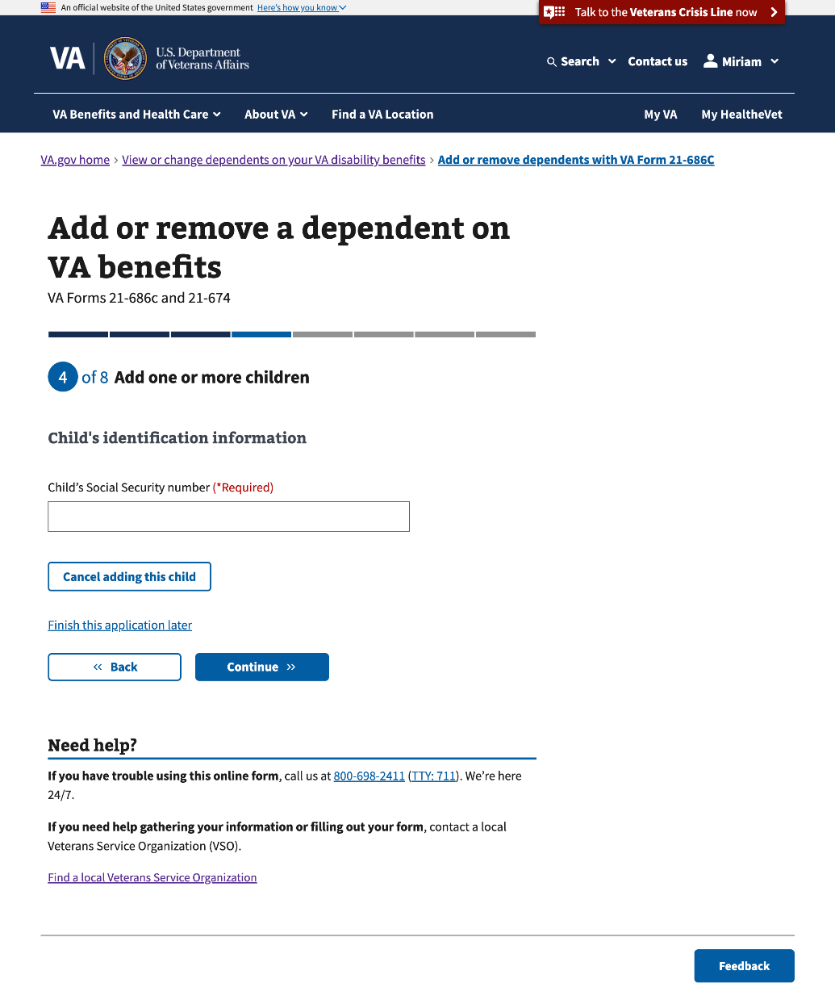 An official website of the United States government Here's how you know
Talk to the Veterans Crisis Line now
VA
U.S. Department
of Veterans Affairs
Search
Contact us
Miriam
VA Benefits and Health Care
About VA
Find a VA Location
My VA
My HealtheVet
VA.gov home › View or change dependents on your VA disability benefits › Add or remove dependents with VA Form 21-686C
Add or remove a dependent on
VA benefits
VA Forms 21-686c and 21-674
4 of 8 Add one or more children
Child's identification information
Child’s Social Security number (*Required)
Cancel adding this child
Finish this application later
« Back
Continue »
Need help?
If you have trouble using this online form, call us at 800-698-2411 (TTY: 711). We’re here
24/7.
If you need help gathering your information or filling out your form, contact a local
Veterans Service Organization (VSO).
Find a local Veterans Service Organization
Feedback